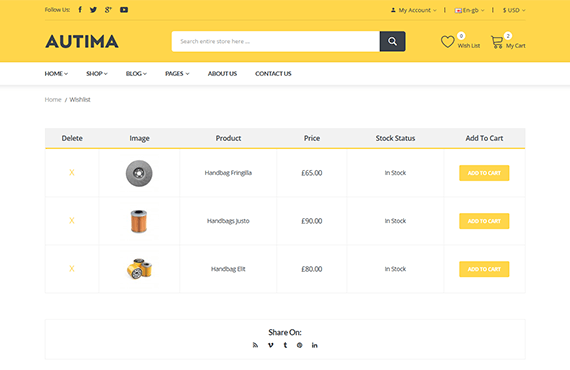 Follow Us:
My Account
En-gb
$ USD
AUTIMA
Search entire store here ...
0
Wish List
2
My Cart
HOME SHOP BLOG PAGES ABOUT US CONTACT US
Home / Wishlist
Delete Image Product Price Stock Status Add To Cart
X Handbag Fringilla £65.00 In Stock ADD TO CART
X Handbags Justo £90.00 In Stock ADD TO CART
X Handbag Elit £80.00 In Stock ADD TO CART
Share On: